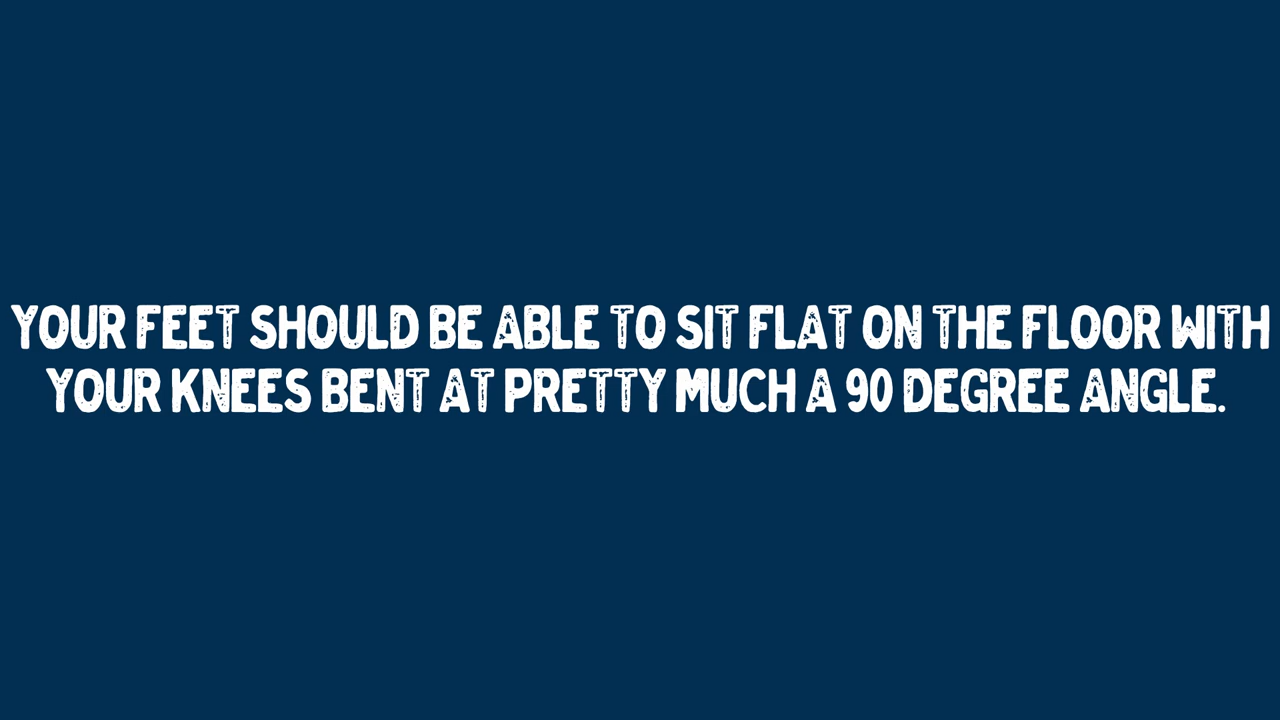 YOUR FEET SHOULD BE ABLE TO SIT FLAT ON THE FLOOR WITH
YOUR KNEES BENT AT PRETTY MUCH A 90 DEGREE ANGLE.